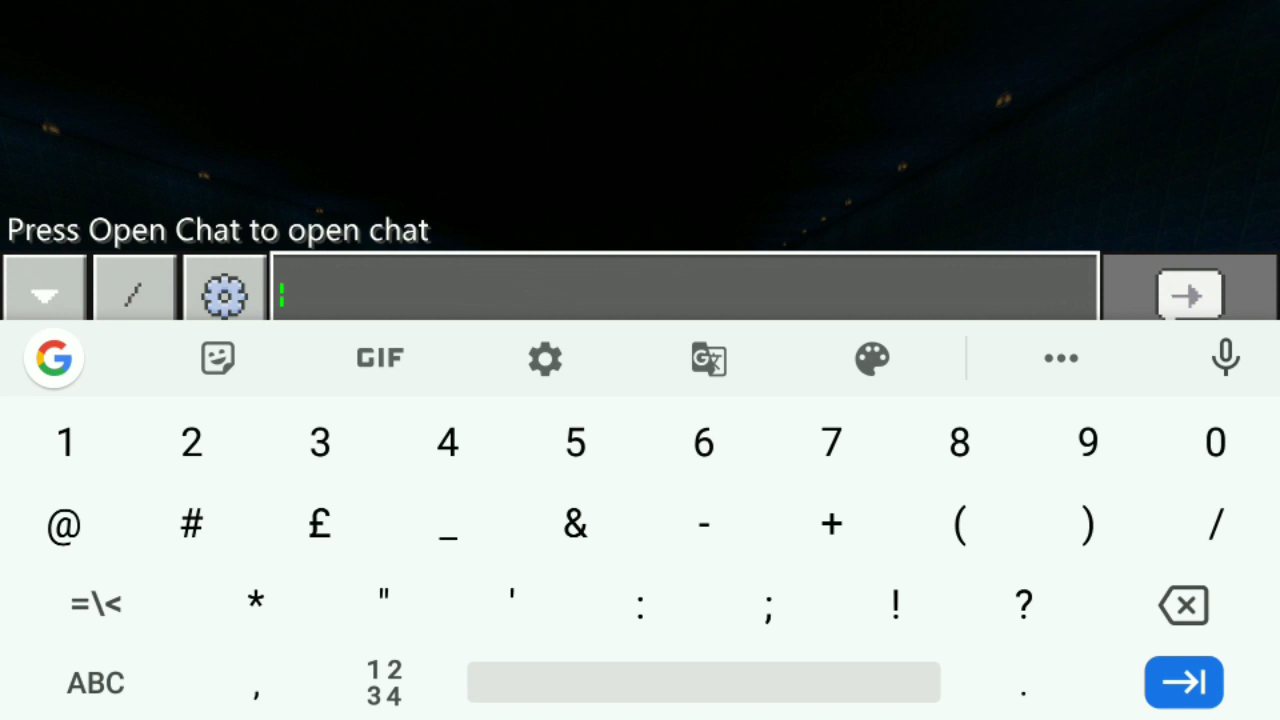 Press Open Chat to open chat
/
G GIF G
1 2 3 4 5 6 7 8 9 0
@ # £ _ & - + ( ) /
=\< * " ' : ; ! ?
ABC , 12 34 .